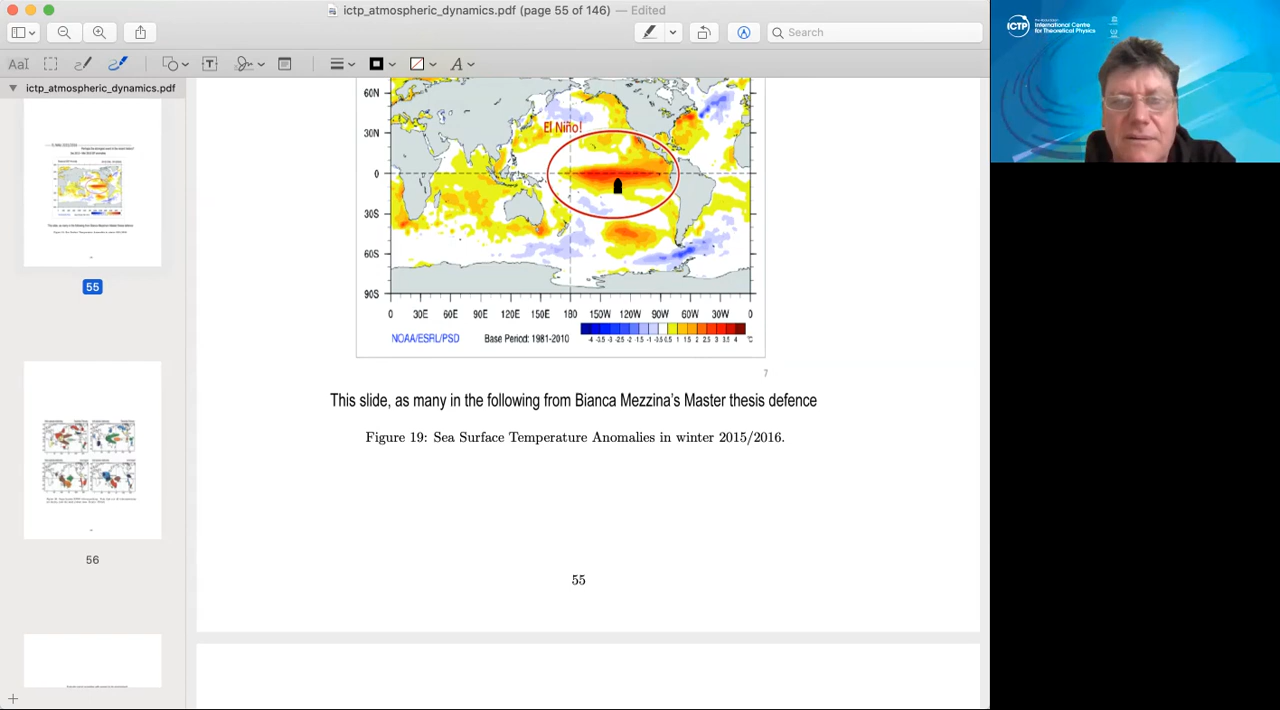 ictp_atmospheric_dynamics.pdf (page 55 of 146) — Edited
Search
AaI
T
A
ictp_atmospheric_dynamics.pdf
55
56
60N
30N
0
30S
60S
90S
El Niño!
0 30E 60E 90E 120E 150E 180 150W 120W 90W 60W 30W 0
NOAA/ESRL/PSD Base Period: 1981-2010
°C
7
This slide, as many in the following from Bianca Mezzina's Master thesis defence
Figure 19: Sea Surface Temperature Anomalies in winter 2015/2016.
55
ICTP
International Centre
for Theoretical Physics